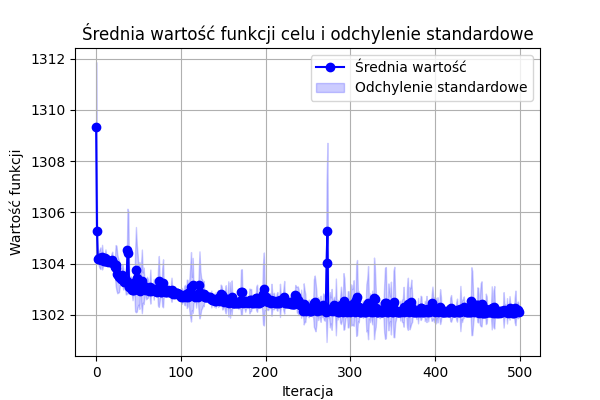 Średnia wartość funkcji celu i odchylenie standardowe
Średnia wartość
Odchylenie standardowe
Wartość funkcji
1312
1310
1308
1306
1304
1302
0 100 200 300 400 500
Iteracja